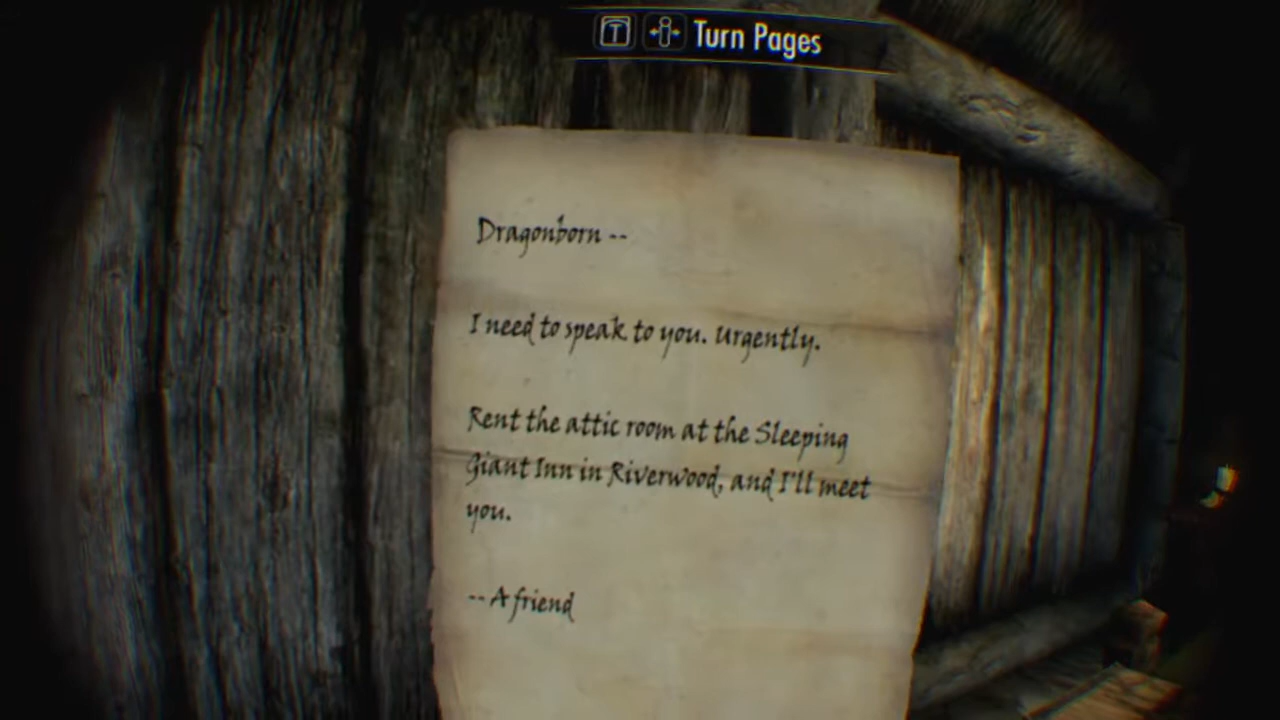 T Turn Pages
Dragonborn --
I need to speak to you. Urgently.
Rent the attic room at the Sleeping
Giant Inn in Riverwood, and I'll meet
you.
-- A friend